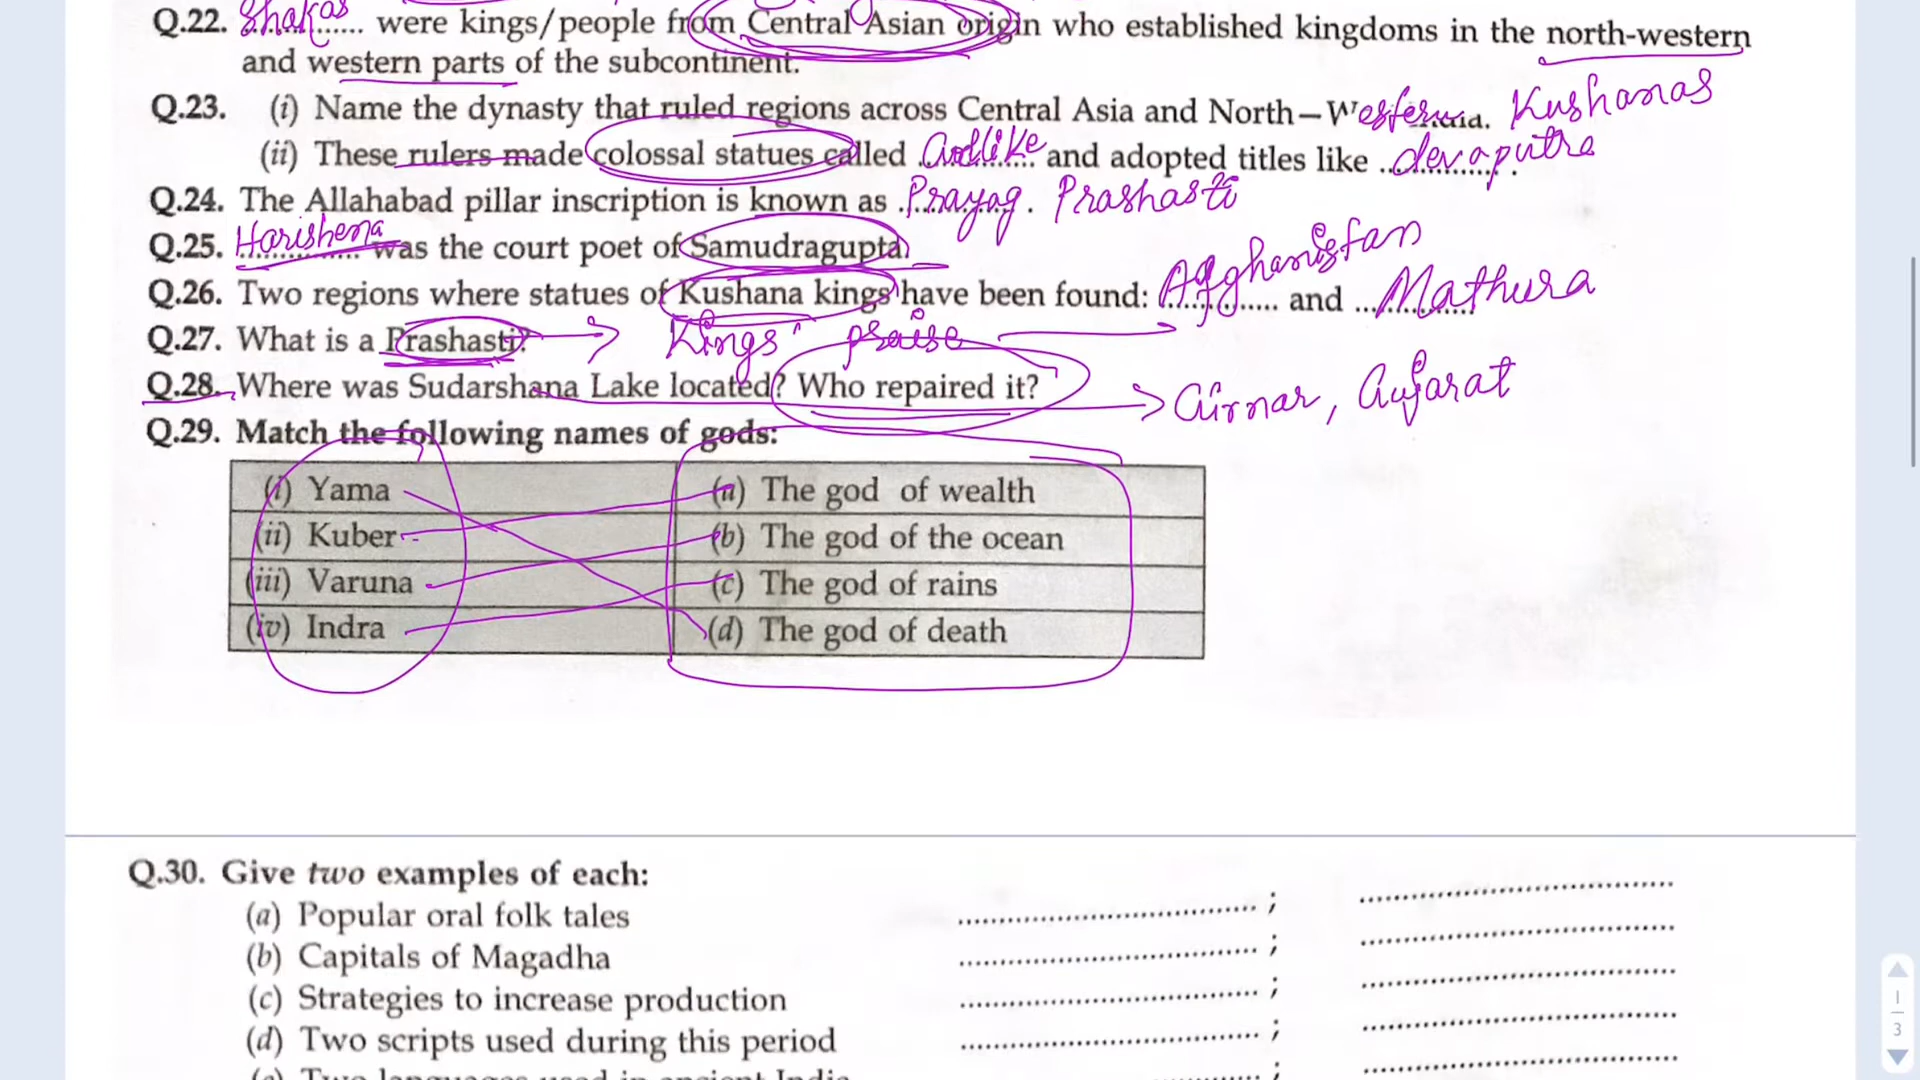 Q.22. Shakas were kings/people from Central Asian origin who established kingdoms in the north-western
and western parts of the subcontinent.
Q.23. (i) Name the dynasty that ruled regions across Central Asia and North-Western Kushanas
(ii) These rulers made colossal statues called Godlike and adopted titles like devaputra
Q.24. The Allahabad pillar inscription is known as Prayag Prashasti
Q.25. Harishena was the court poet of Samudragupta.
Q.26. Two regions where statues of Kushana kings have been found: Afghanistan and Mathura
Q.27. What is a Prashasti? Kings' praise
Q.28. Where was Sudarshana Lake located? Who repaired it? Girnar, Gujarat
Q.29. Match the following names of gods:
(i) Yama (a) The god of wealth
(ii) Kuber (b) The god of the ocean
(iii) Varuna (c) The god of rains
(iv) Indra (d) The god of death
Q.30. Give two examples of each:
(a) Popular oral folk tales ;
(b) Capitals of Magadha ;
(c) Strategies to increase production ;
(d) Two scripts used during this period ;
(e) Two languages used in ancient India ;
1
3